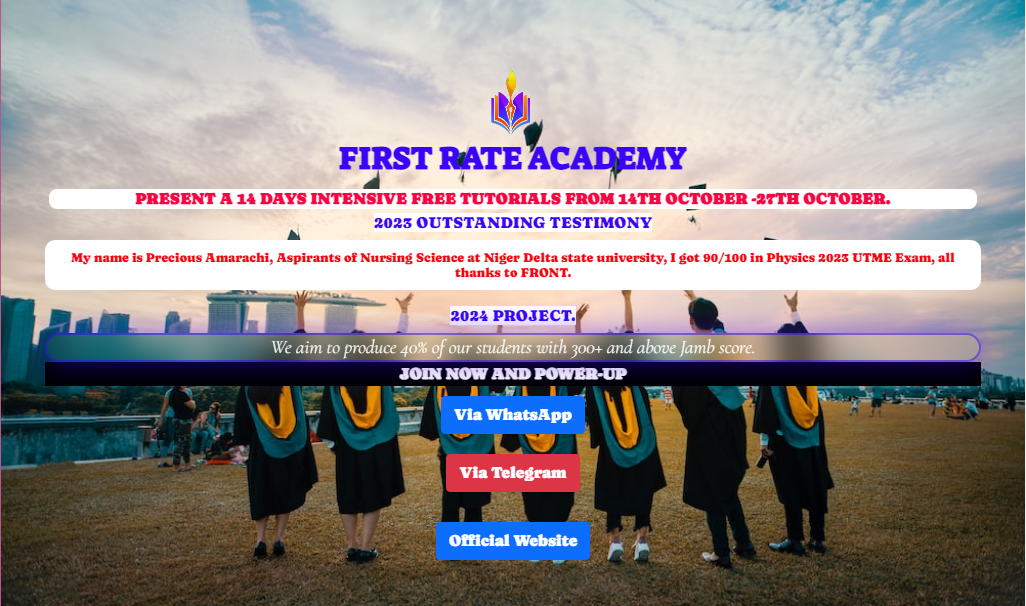 FIRST RATE ACADEMY
PRESENT A 14 DAYS INTENSIVE FREE TUTORIALS FROM 14TH OCTOBER -27TH OCTOBER.
2023 OUTSTANDING TESTIMONY
My name is Precious Amarachi, Aspirants of Nursing Science at Niger Delta state university, I got 90/100 in Physics 2023 UTME Exam, all
thanks to FRONT.
2024 PROJECT.
We aim to produce 40% of our students with 300+ and above Jamb score.
JOIN NOW AND POWER-UP
Via WhatsApp
Via Telegram
Official Website